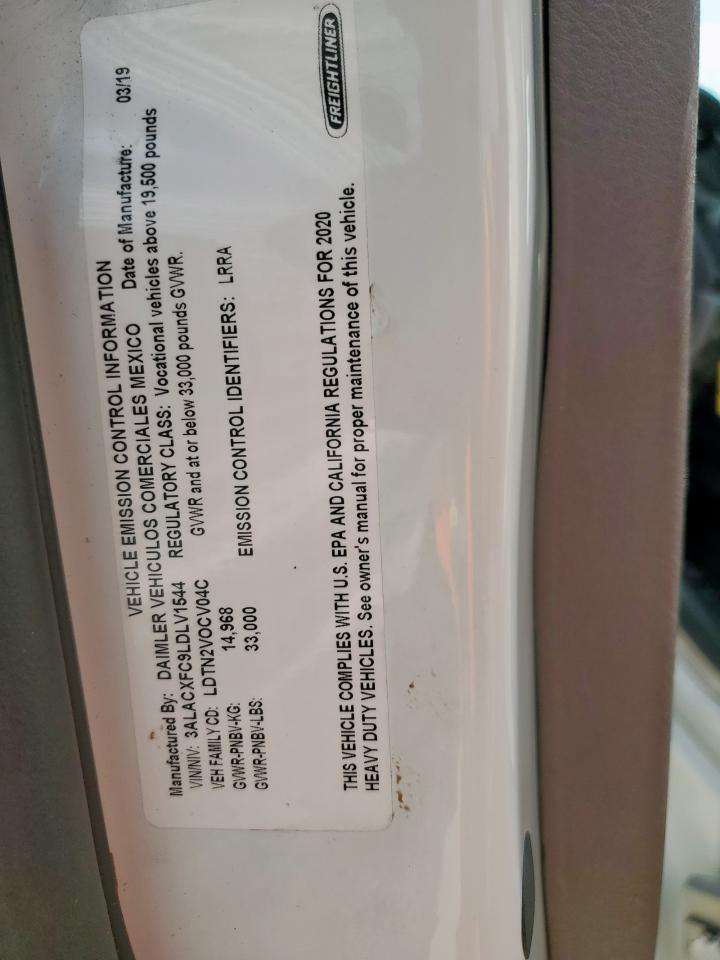 VEHICLE EMISSION CONTROL INFORMATION
Manufactured By: DAIMLER VEHICULOS COMERCIALES MEXICO Date of Manufacture: 03/19
VIN/NIV: 3ALACXFC9LDLV1544 REGULATORY CLASS: Vocational vehicles above 19,500 pounds
VEH FAMILY CD: LDTN2VOCV04C GVWR and at or below 33,000 pounds GVWR.
GVWR-PNBV-KG: 14,968
GVWR-PNBV-LBS: 33,000 EMISSION CONTROL IDENTIFIERS: LRRA
THIS VEHICLE COMPLIES WITH U.S. EPA AND CALIFORNIA REGULATIONS FOR 2020
HEAVY DUTY VEHICLES. See owner's manual for proper maintenance of this vehicle.
FREIGHTLINER